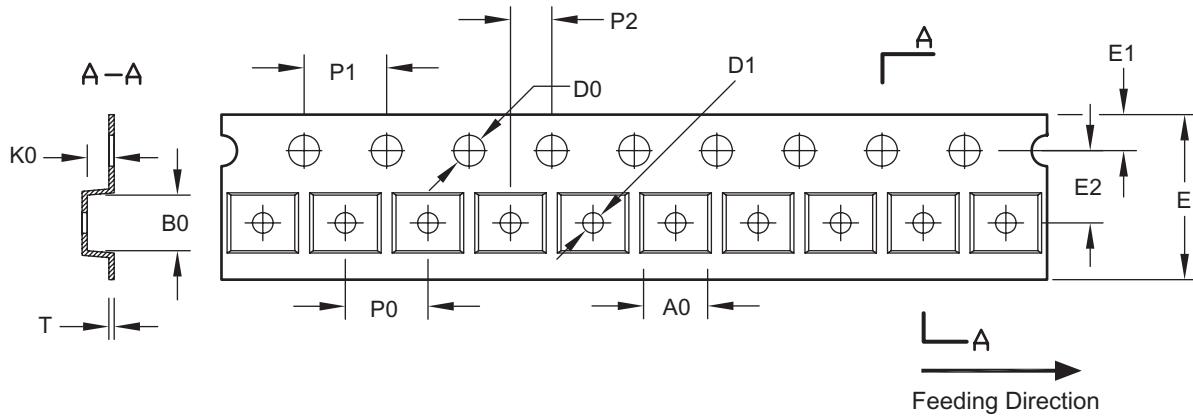 P2
A
E1
A-A
P1
D1
D0
K0
E2
B0
E
P0
A0
T
A
Feeding Direction